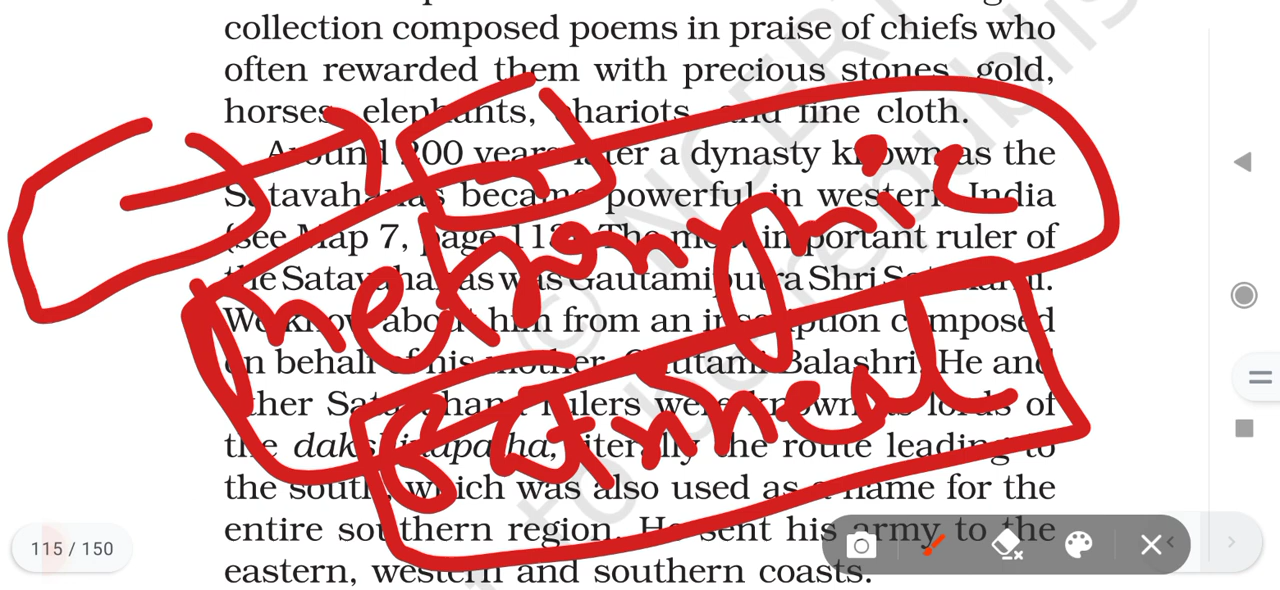 collection composed poems in praise of chiefs who
often rewarded them with precious stones, gold,
horses, elephants, chariots and fine cloth.
Around 200 years later a dynasty known as the
Satavahanas became powerful in western India
(see Map 7, page 113). The most important ruler of
the Satavahanas was Gautamiputra Shri Satakarni.
We know about him from an inscription composed
on behalf of his mother, Gautami Balashri. He and
other Satavahana rulers were known as lords of
the dakshinapatha, literally the route leading to
the south, which was also used as a name for the
entire southern region. He sent his army to the
eastern, western and southern coasts.
metronymic
115 / 150